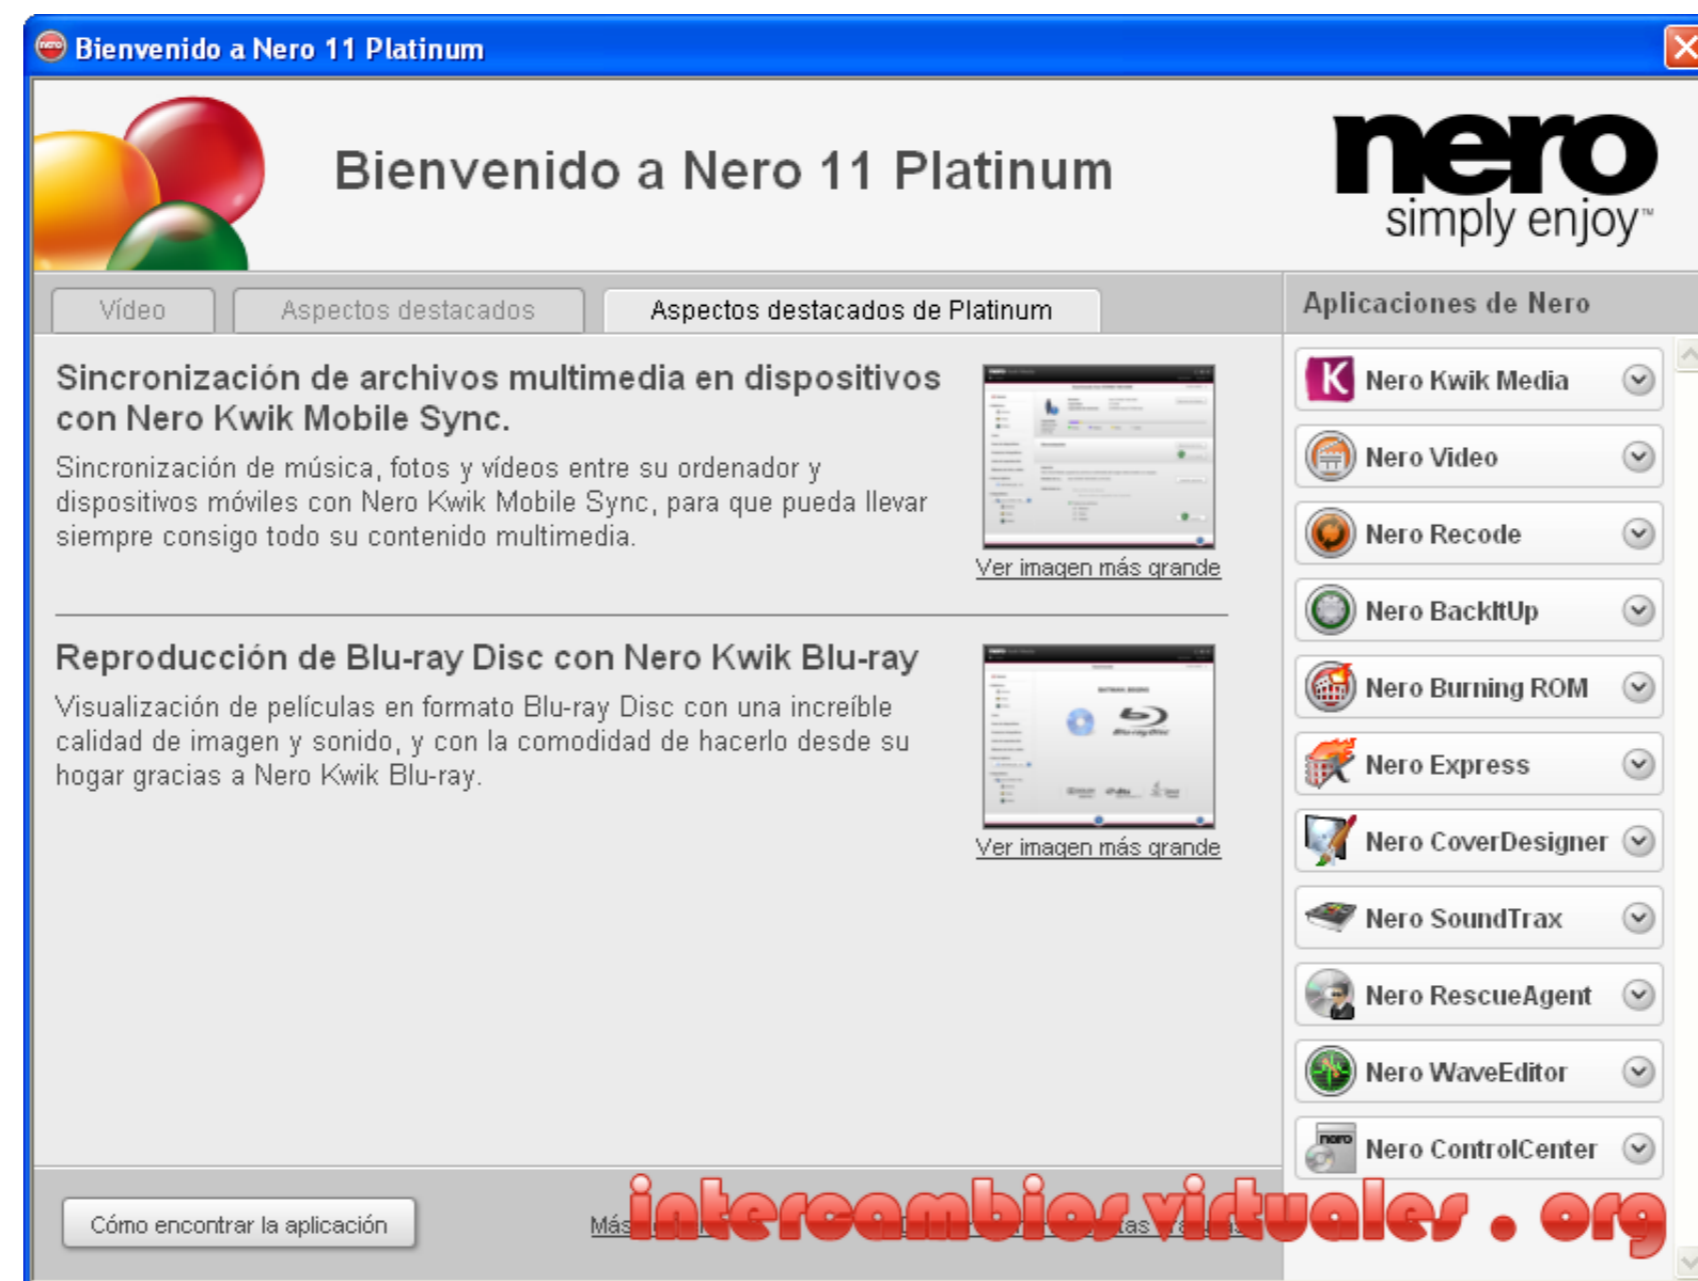 Bienvenido a Nero 11 Platinum
Bienvenido a Nero 11 Platinum
nero
simply enjoy™
Vídeo
Aspectos destacados
Aspectos destacados de Platinum
Sincronización de archivos multimedia en dispositivos
con Nero Kwik Mobile Sync.
Sincronización de música, fotos y vídeos entre su ordenador y
dispositivos móviles con Nero Kwik Mobile Sync, para que pueda llevar
siempre consigo todo su contenido multimedia.
Ver imagen más grande
Reproducción de Blu-ray Disc con Nero Kwik Blu-ray
Visualización de películas en formato Blu-ray Disc con una increíble
calidad de imagen y sonido, y con la comodidad de hacerlo desde su
hogar gracias a Nero Kwik Blu-ray.
Ver imagen más grande
Cómo encontrar la aplicación
Más
Aplicaciones de Nero
Nero Kwik Media
Nero Video
Nero Recode
Nero BackItUp
Nero Burning ROM
Nero Express
Nero CoverDesigner
Nero SoundTrax
Nero RescueAgent
Nero WaveEditor
Nero ControlCenter
intercambios virtuales . org